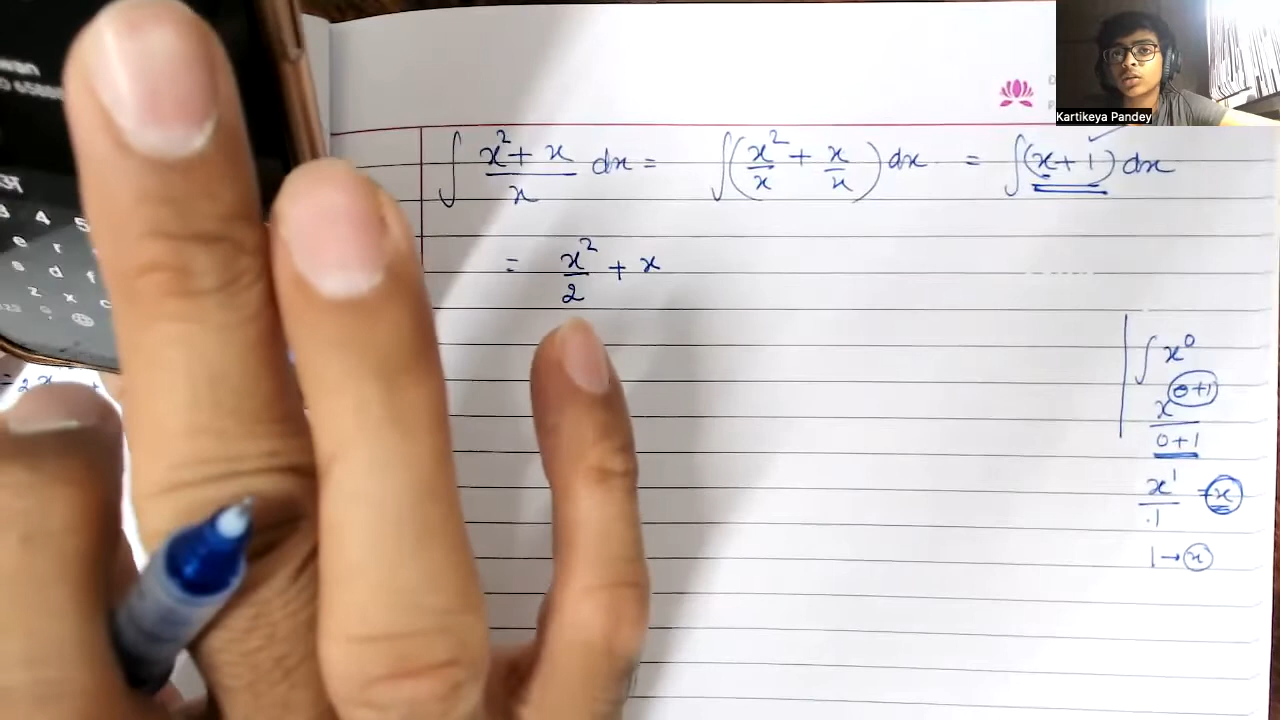 ∫ (x² + x)/x dx = ∫ (x²/x + x/x) dx = ∫ (x + 1) dx
= x²/2 + x
∫ x⁰
x^(0+1)
0+1
x¹/1 = x
1 → x
Kartikeya Pandey